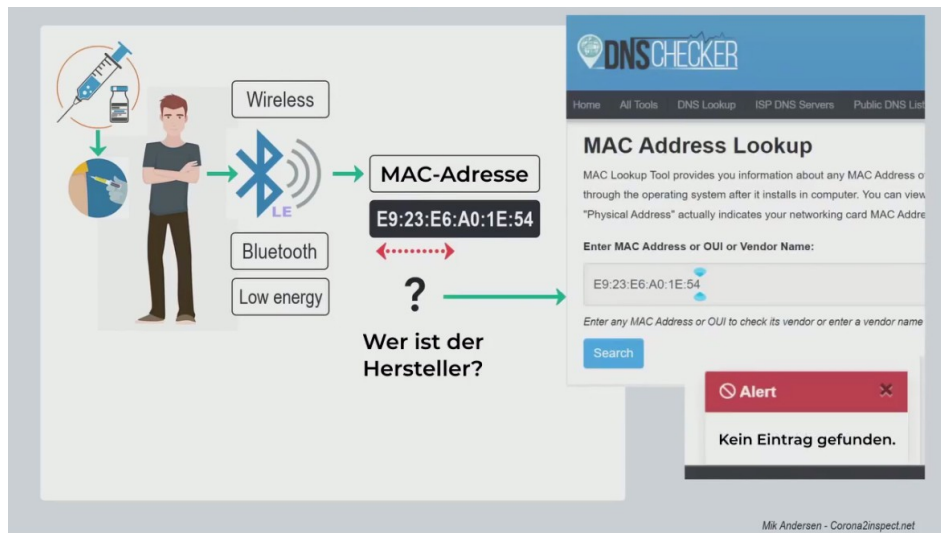 Wireless
LE
Bluetooth
Low energy
MAC-Adresse
E9:23:E6:A0:1E:54
?
Wer ist der
Hersteller?
DNSCHECKER
Home All Tools DNS Lookup ISP DNS Servers Public DNS List
MAC Address Lookup
MAC Lookup Tool provides you information about any MAC Address o
through the operating system after it installs in computer. You can view
"Physical Address" actually indicates your networking card MAC Addre
Enter MAC Address or OUI or Vendor Name:
E9:23:E6:A0:1E:54
Enter any MAC Address or OUI to check its vendor or enter a vendor name
Search
Alert
Kein Eintrag gefunden.
Mik Andersen - Corona2inspect.net